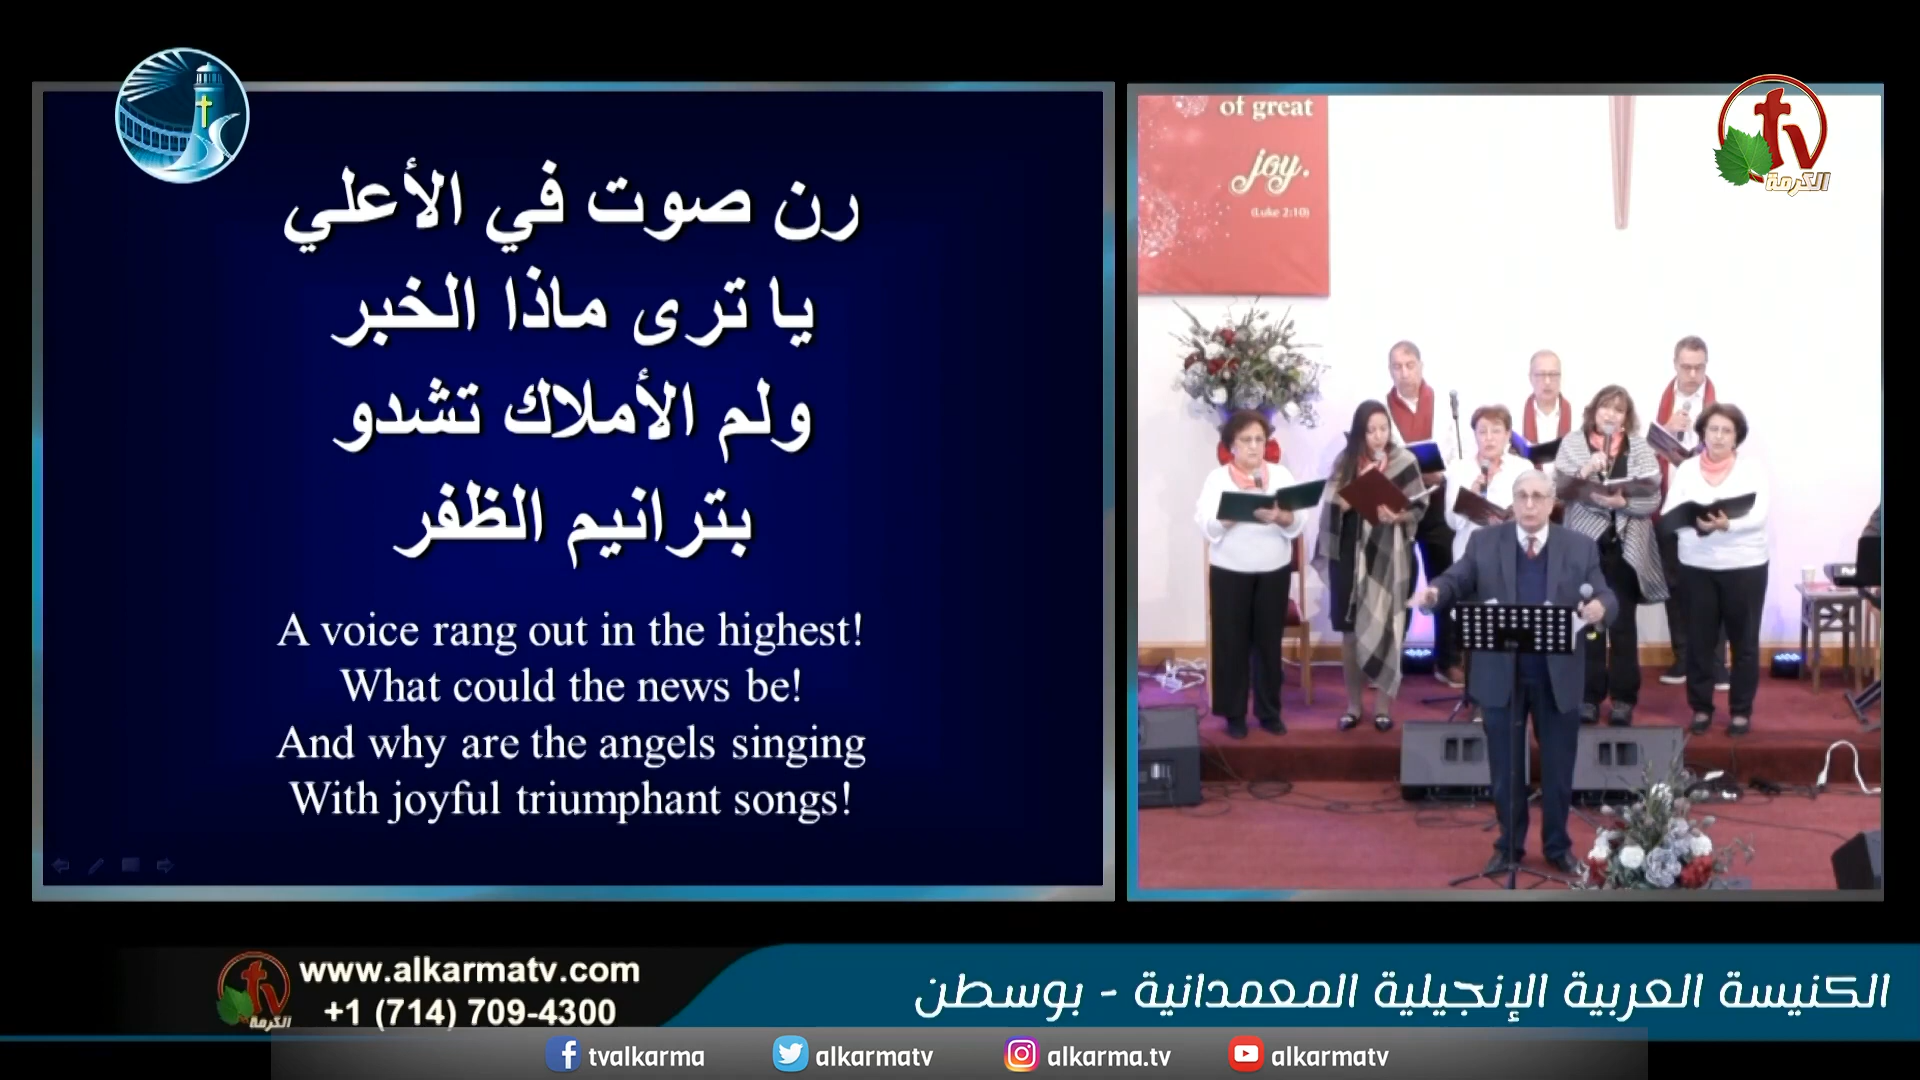 رن صوت في الأعلي
يا ترى ماذا الخبر
ولم الأملاك تشدو
بترانيم الظفر
A voice rang out in the highest!
What could the news be!
And why are the angels singing
With joyful triumphant songs!
of great
joy.
(Luke 2:10)
tv
الكرمة
tv
الكرمة
www.alkarmatv.com
+1 (714) 709-4300
الكنيسة العربية الإنجيلية المعمدانية - بوسطن
tvalkarma
alkarmatv
alkarma.tv
alkarmatv